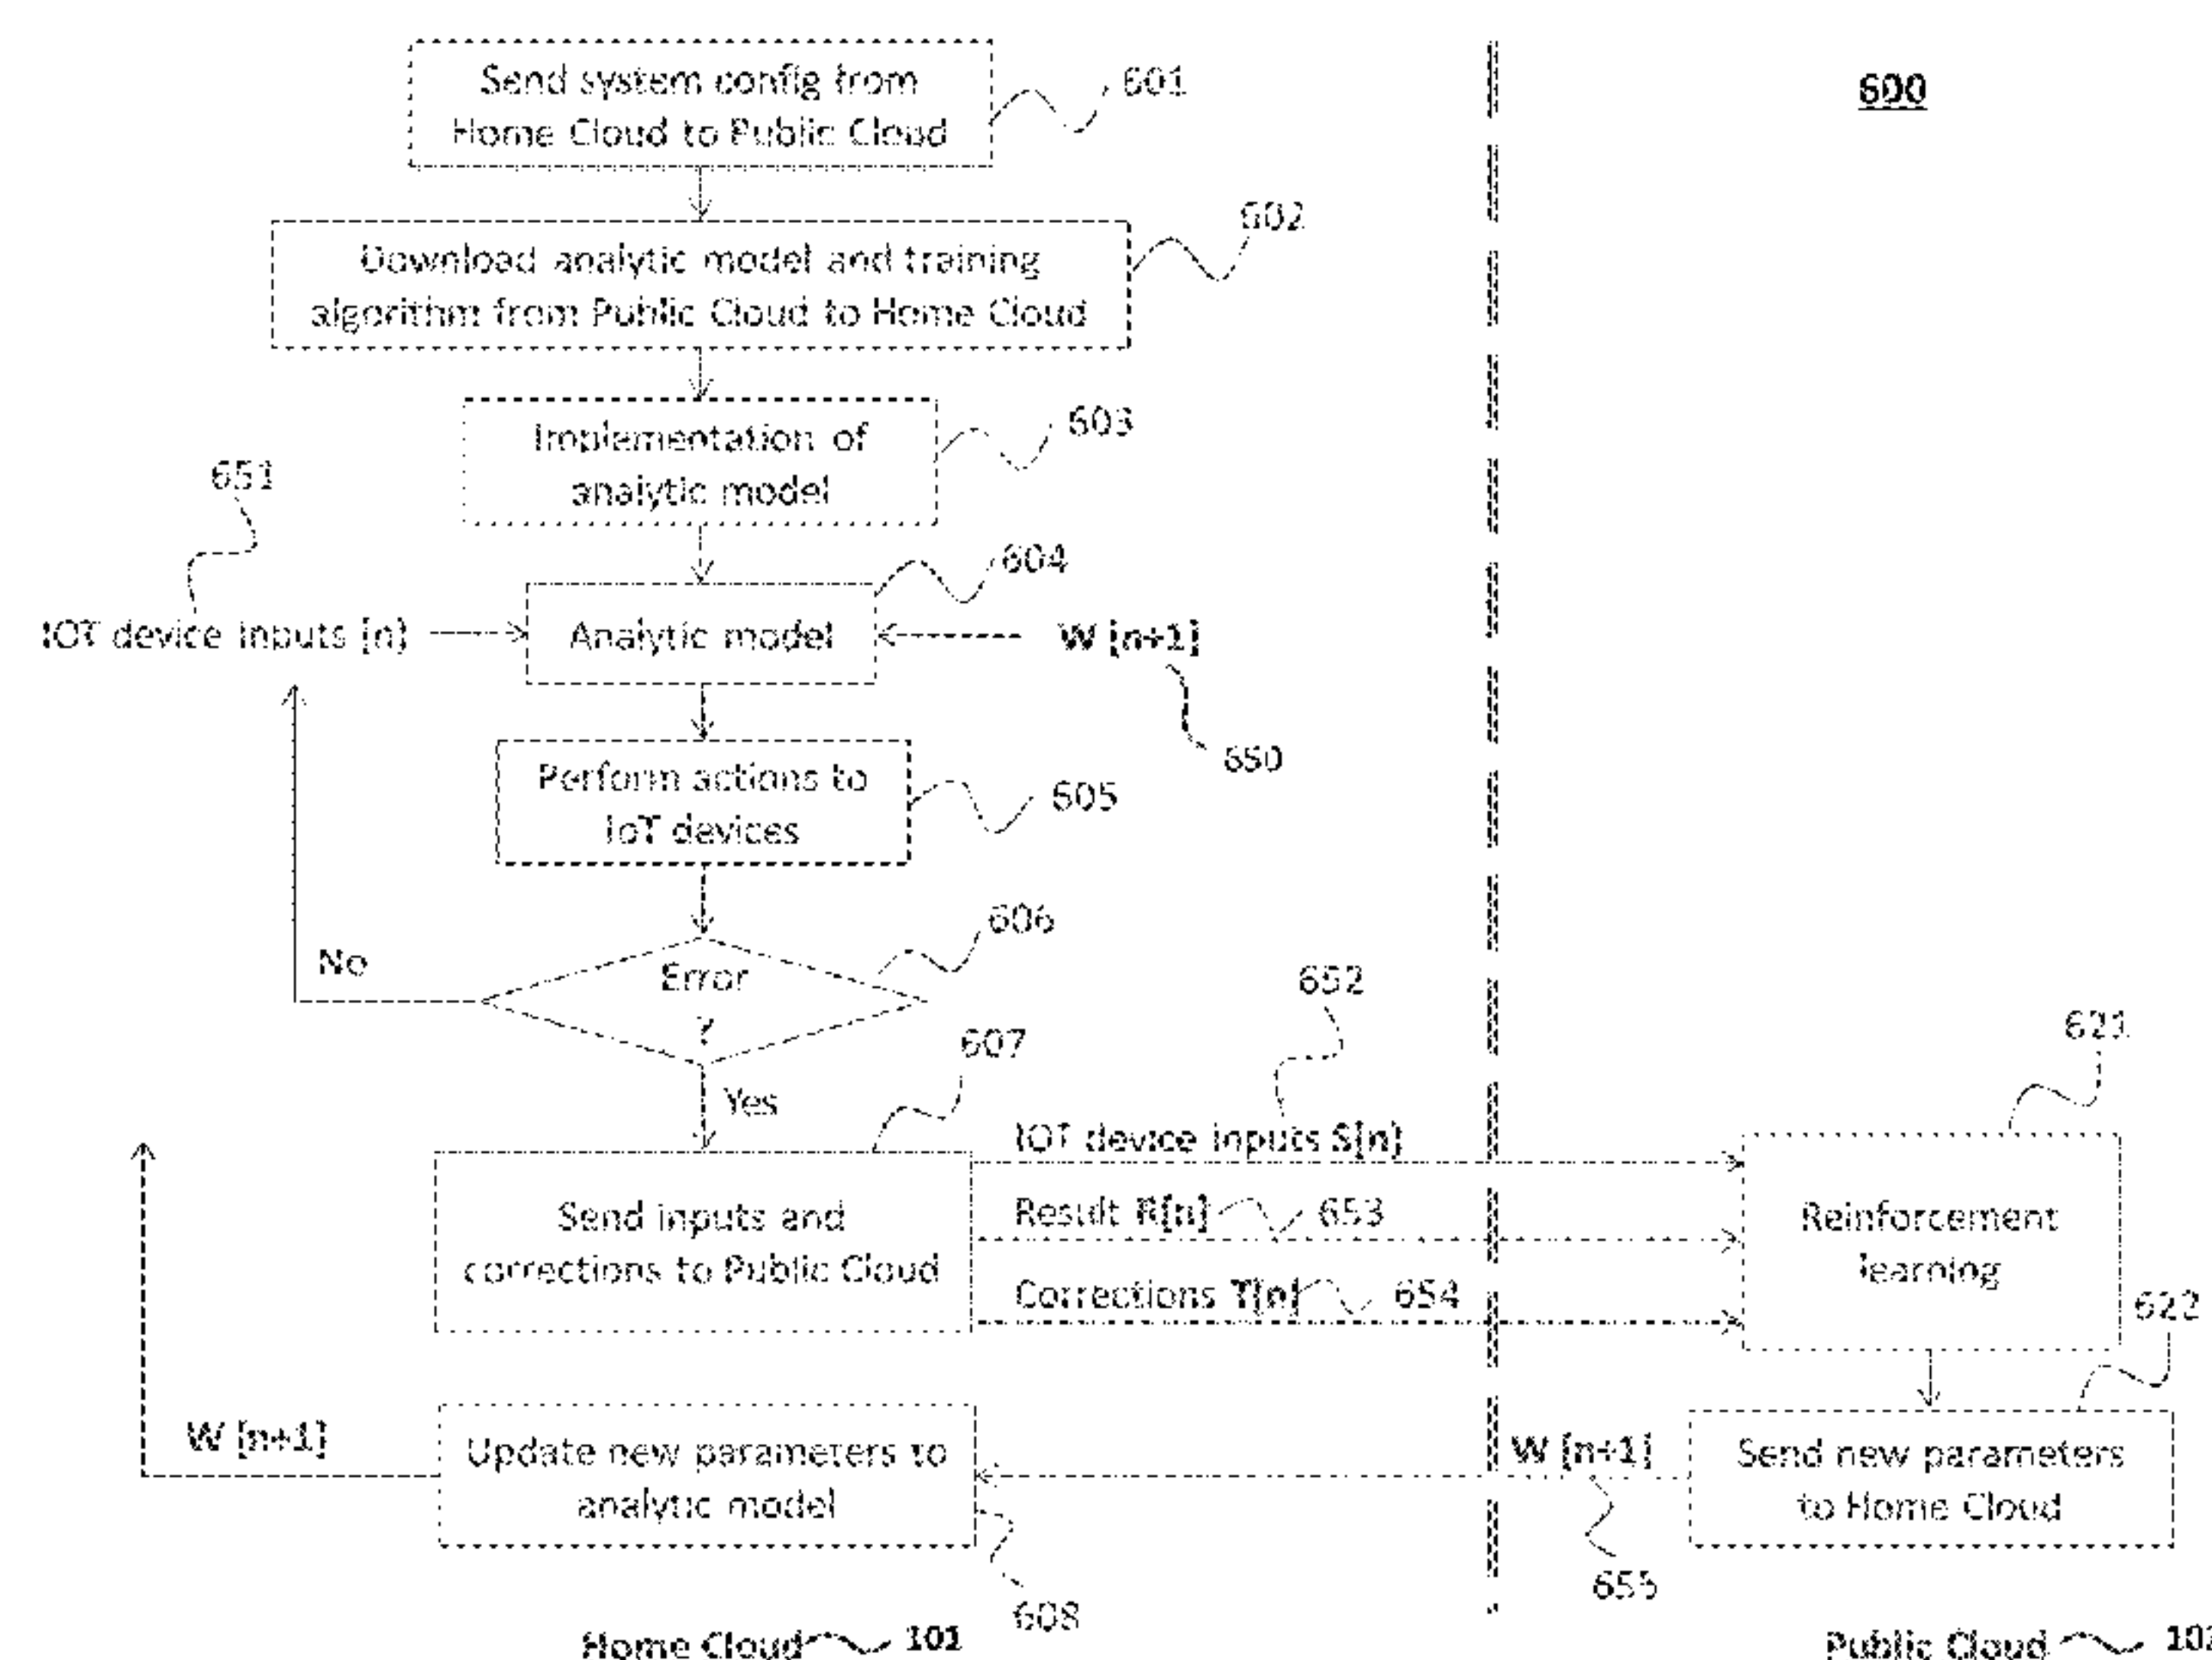 600
Send system config from
Home Cloud to Public Cloud
601
Download analytic model and training
algorithm from Public Cloud to Home Cloud
602
Implementation of
analytic model
603
651
IOT device inputs [n]
Analytic model
604
W [n+1]
650
Perform actions to
IoT devices
605
Error
?
606
No
Yes
607
Send inputs and
corrections to Public Cloud
652
IOT device inputs S[n]
Result R[n] 653
Corrections T[n] 654
621
Reinforcement
learning
622
Send new parameters
to Home Cloud
W [n+1]
655
Update new parameters to
analytic model
608
W [n+1]
Home Cloud 101
Public Cloud